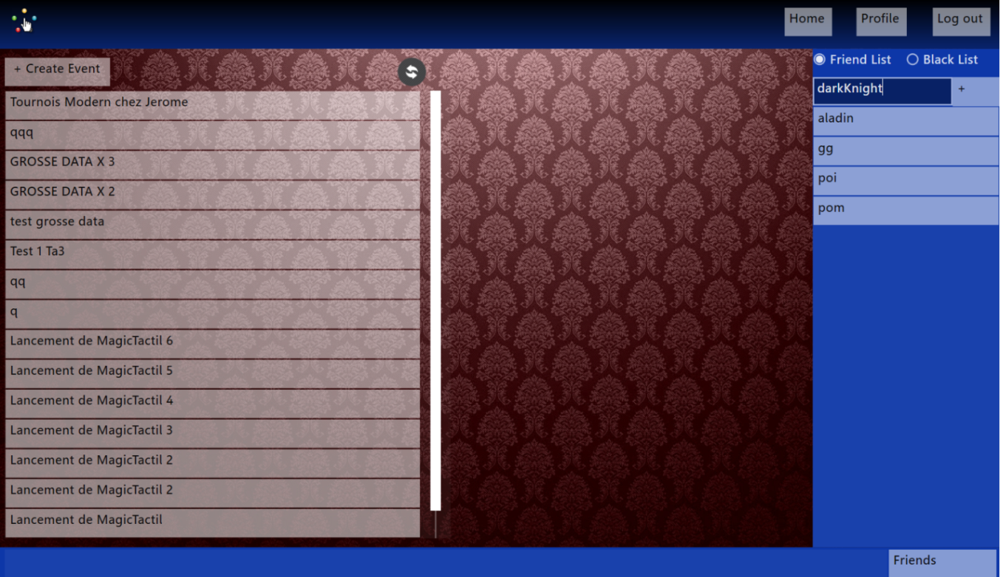 Home
Profile
Log out
+ Create Event
Tournois Modern chez Jerome
qqq
GROSSE DATA X 3
GROSSE DATA X 2
test grosse data
Test 1 Ta3
qq
q
Lancement de MagicTactil 6
Lancement de MagicTactil 5
Lancement de MagicTactil 4
Lancement de MagicTactil 3
Lancement de MagicTactil 2
Lancement de MagicTactil 2
Lancement de MagicTactil
Friend List
Black List
darkKnight
+
aladin
gg
poi
pom
Friends